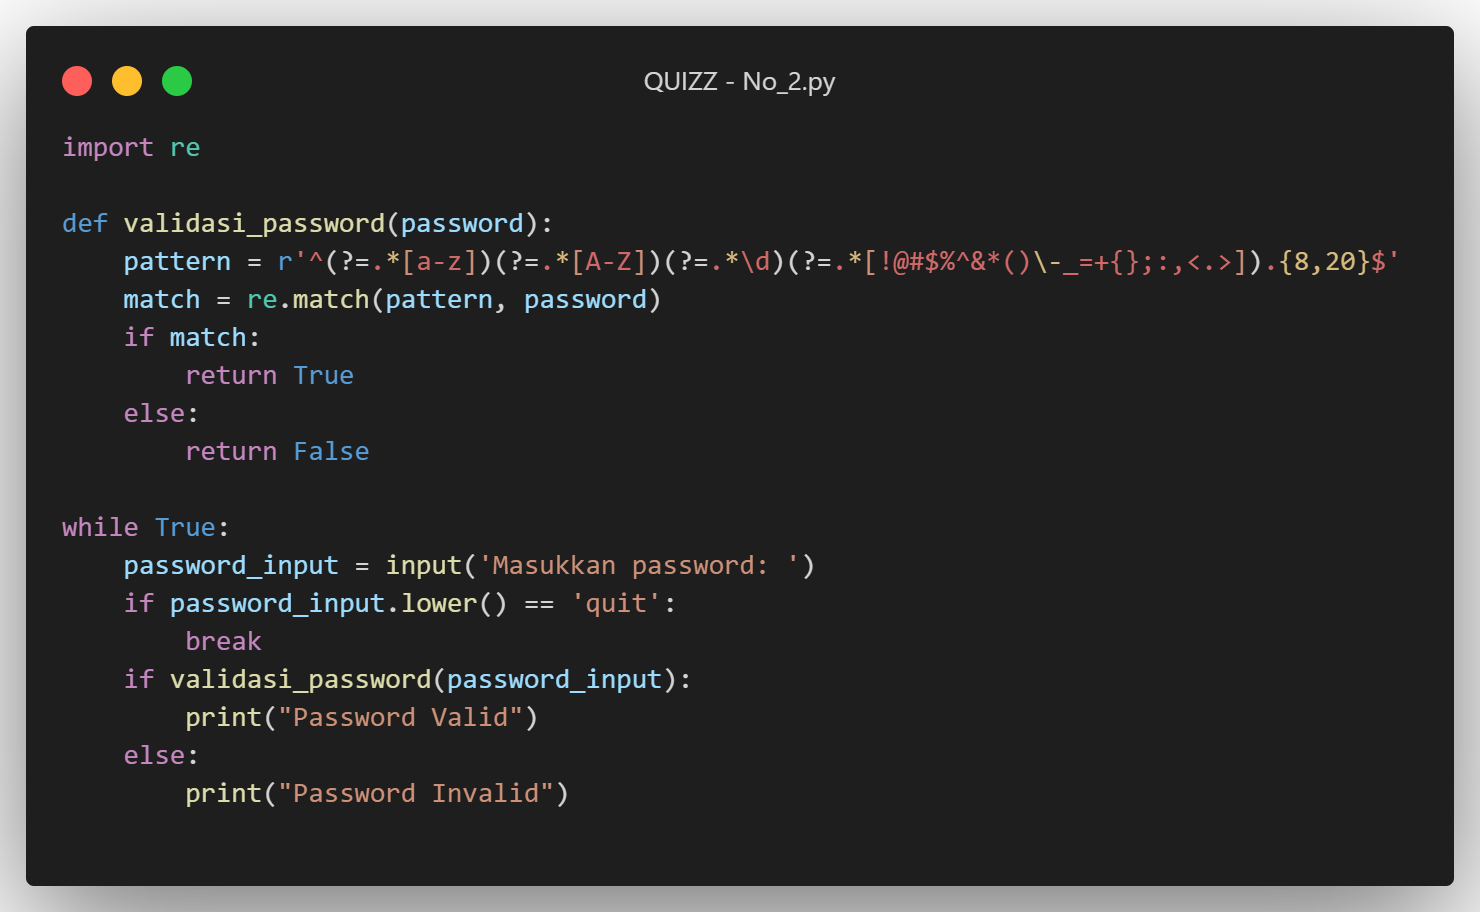 QUIZZ - No_2.py
import re
def validasi_password(password):
    pattern = r'^(?=.*[a-z])(?=.*[A-Z])(?=.*\d)(?=.*[!@#$%^&*()\-_=+{};:,<.>]).{8,20}$'
    match = re.match(pattern, password)
    if match:
        return True
    else:
        return False
while True:
    password_input = input('Masukkan password: ')
    if password_input.lower() == 'quit':
        break
    if validasi_password(password_input):
        print("Password Valid")
    else:
        print("Password Invalid")